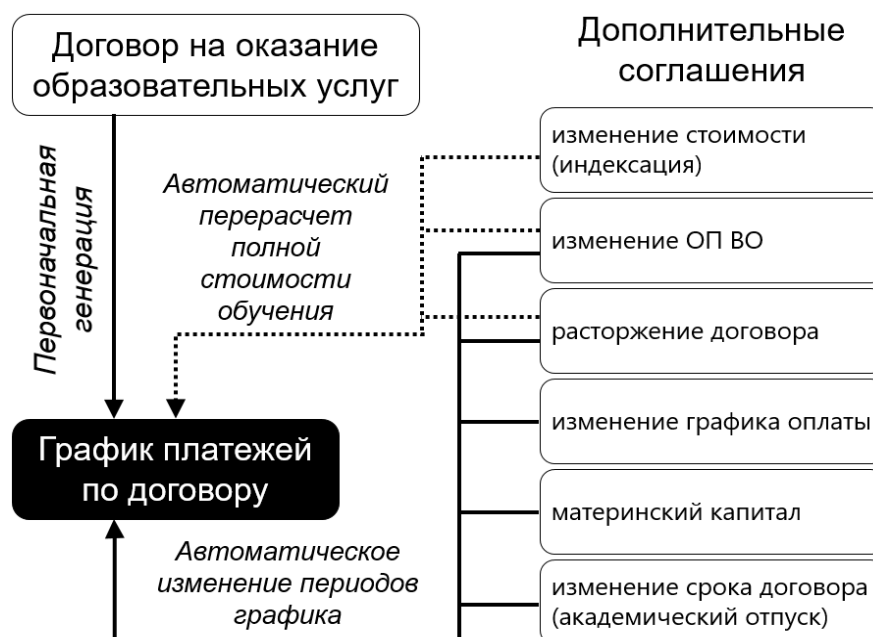 Договор на оказание
образовательных услуг
Дополнительные
соглашения
Первоначальная
генерация
Автоматический
перерасчет
полной
стоимости
обучения
изменение стоимости
(индексация)
изменение ОП ВО
расторжение договора
изменение графика оплаты
материнский капитал
изменение срока договора
(академический отпуск)
График платежей
по договору
Автоматическое
изменение периодов
графика